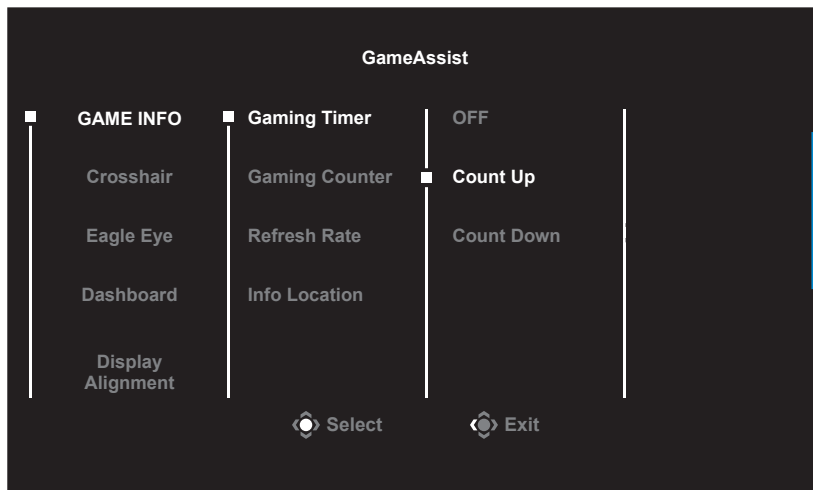 GameAssist
GAME INFO
Gaming Timer
OFF
Crosshair
Gaming Counter
Count Up
Eagle Eye
Refresh Rate
Count Down
Dashboard
Info Location
Display
Alignment
Select
Exit